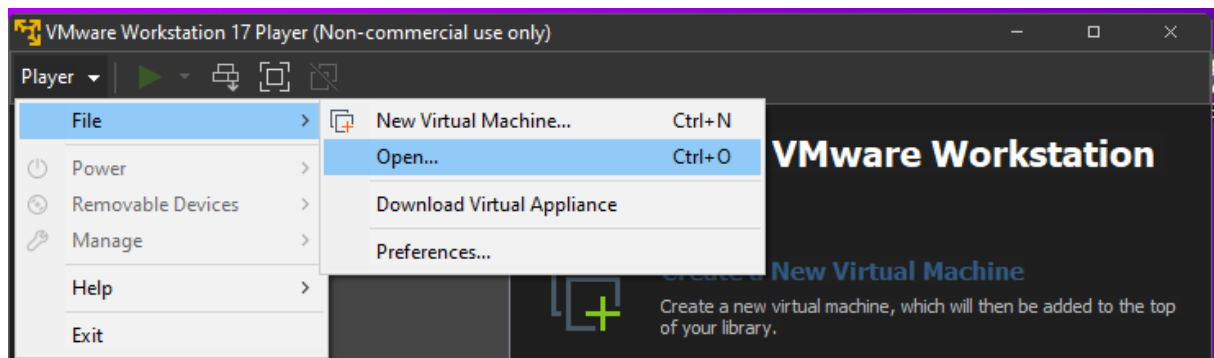 VMware Workstation 17 Player (Non-commercial use only)
Player
File
New Virtual Machine... Ctrl+N
Open... Ctrl+O
Download Virtual Appliance
Preferences...
Power
Removable Devices
Manage
Help
Exit
VMware Workstation
Create a New Virtual Machine
Create a new virtual machine, which will then be added to the top
of your library.